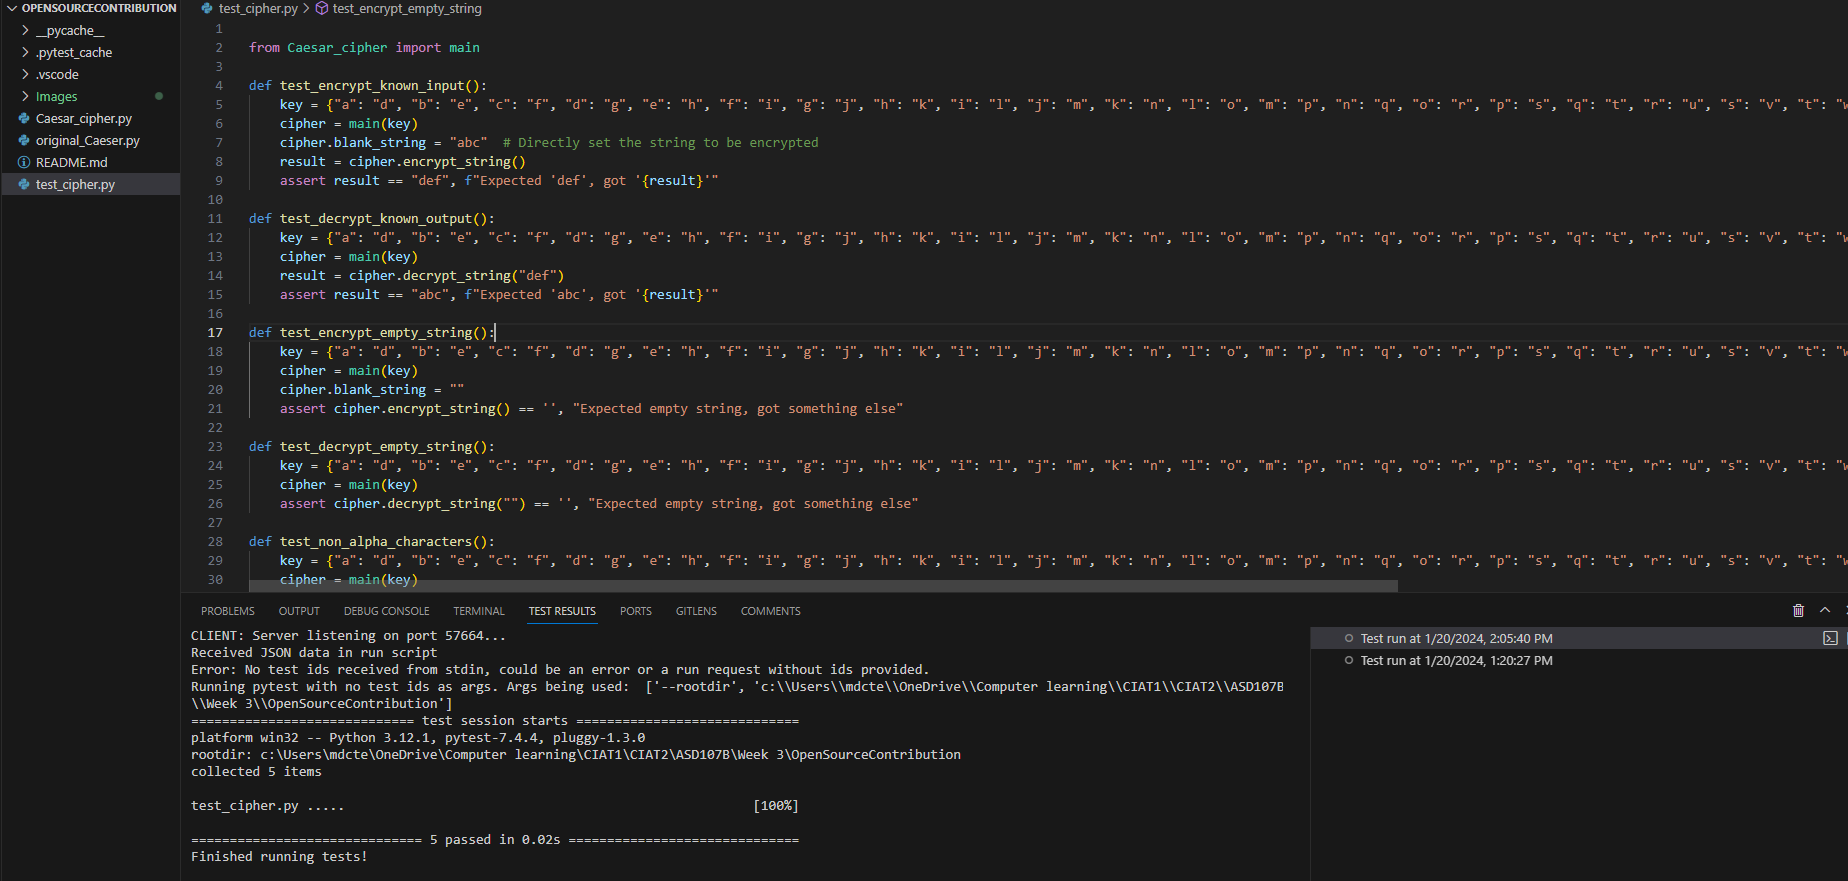 OPENSOURCECONTRIBUTION
__pycache__
.pytest_cache
.vscode
Images
Caesar_cipher.py
original_Caeser.py
README.md
test_cipher.py
test_cipher.py > test_encrypt_empty_string
1
2 from Caesar_cipher import main
3
4 def test_encrypt_known_input():
5 key = {"a": "d", "b": "e", "c": "f", "d": "g", "e": "h", "f": "i", "g": "j", "h": "k", "i": "l", "j": "m", "k": "n", "l": "o", "m": "p", "n": "q", "o": "r", "p": "s", "q": "t", "r": "u", "s": "v", "t": "w
6 cipher = main(key)
7 cipher.blank_string = "abc"  # Directly set the string to be encrypted
8 result = cipher.encrypt_string()
9 assert result == "def", f"Expected 'def', got '{result}'"
10
11 def test_decrypt_known_output():
12 key = {"a": "d", "b": "e", "c": "f", "d": "g", "e": "h", "f": "i", "g": "j", "h": "k", "i": "l", "j": "m", "k": "n", "l": "o", "m": "p", "n": "q", "o": "r", "p": "s", "q": "t", "r": "u", "s": "v", "t": "w
13 cipher = main(key)
14 result = cipher.decrypt_string("def")
15 assert result == "abc", f"Expected 'abc', got '{result}'"
16
17 def test_encrypt_empty_string():
18 key = {"a": "d", "b": "e", "c": "f", "d": "g", "e": "h", "f": "i", "g": "j", "h": "k", "i": "l", "j": "m", "k": "n", "l": "o", "m": "p", "n": "q", "o": "r", "p": "s", "q": "t", "r": "u", "s": "v", "t": "w
19 cipher = main(key)
20 cipher.blank_string = ""
21 assert cipher.encrypt_string() == '', "Expected empty string, got something else"
22
23 def test_decrypt_empty_string():
24 key = {"a": "d", "b": "e", "c": "f", "d": "g", "e": "h", "f": "i", "g": "j", "h": "k", "i": "l", "j": "m", "k": "n", "l": "o", "m": "p", "n": "q", "o": "r", "p": "s", "q": "t", "r": "u", "s": "v", "t": "w
25 cipher = main(key)
26 assert cipher.decrypt_string("") == '', "Expected empty string, got something else"
27
28 def test_non_alpha_characters():
29 key = {"a": "d", "b": "e", "c": "f", "d": "g", "e": "h", "f": "i", "g": "j", "h": "k", "i": "l", "j": "m", "k": "n", "l": "o", "m": "p", "n": "q", "o": "r", "p": "s", "q": "t", "r": "u", "s": "v", "t": "w
30 cipher = main(key)
PROBLEMS OUTPUT DEBUG CONSOLE TERMINAL TEST RESULTS PORTS GITLENS COMMENTS
CLIENT: Server listening on port 57664...
Received JSON data in run script
Error: No test ids received from stdin, could be an error or a run request without ids provided.
Running pytest with no test ids as args. Args being used:  ['--rootdir', 'c:\\Users\\mdcte\\OneDrive\\Computer learning\\CIAT1\\CIAT2\\ASD107B
\\Week 3\\OpenSourceContribution']
============================= test session starts =============================
platform win32 -- Python 3.12.1, pytest-7.4.4, pluggy-1.3.0
rootdir: c:\Users\mdcte\OneDrive\Computer learning\CIAT1\CIAT2\ASD107B\Week 3\OpenSourceContribution
collected 5 items
test_cipher.py ..... [100%]
============================== 5 passed in 0.02s ==============================
Finished running tests!
Test run at 1/20/2024, 2:05:40 PM
Test run at 1/20/2024, 1:20:27 PM